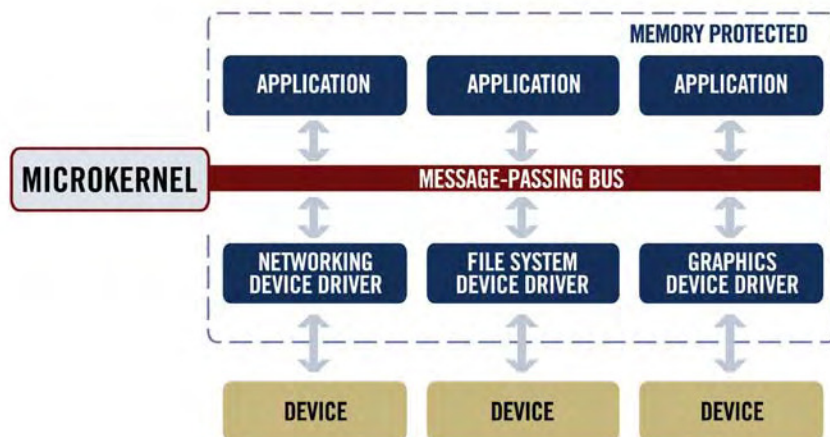 MEMORY PROTECTED
APPLICATION
APPLICATION
APPLICATION
MICROKERNEL
MESSAGE-PASSING BUS
NETWORKING
DEVICE DRIVER
FILE SYSTEM
DEVICE DRIVER
GRAPHICS
DEVICE DRIVER
DEVICE
DEVICE
DEVICE